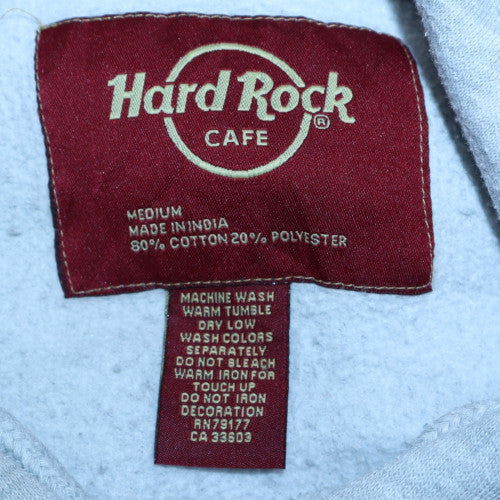 Hard Rock
®
CAFE
MEDIUM
MADE IN INDIA
80% COTTON 20% POLYESTER
MACHINE WASH
WARM TUMBLE
DRY LOW
WASH COLORS
SEPARATELY
DO NOT BLEACH
WARM IRON FOR
TOUCH UP
DO NOT IRON
DECORATION
RN79177
CA 33603